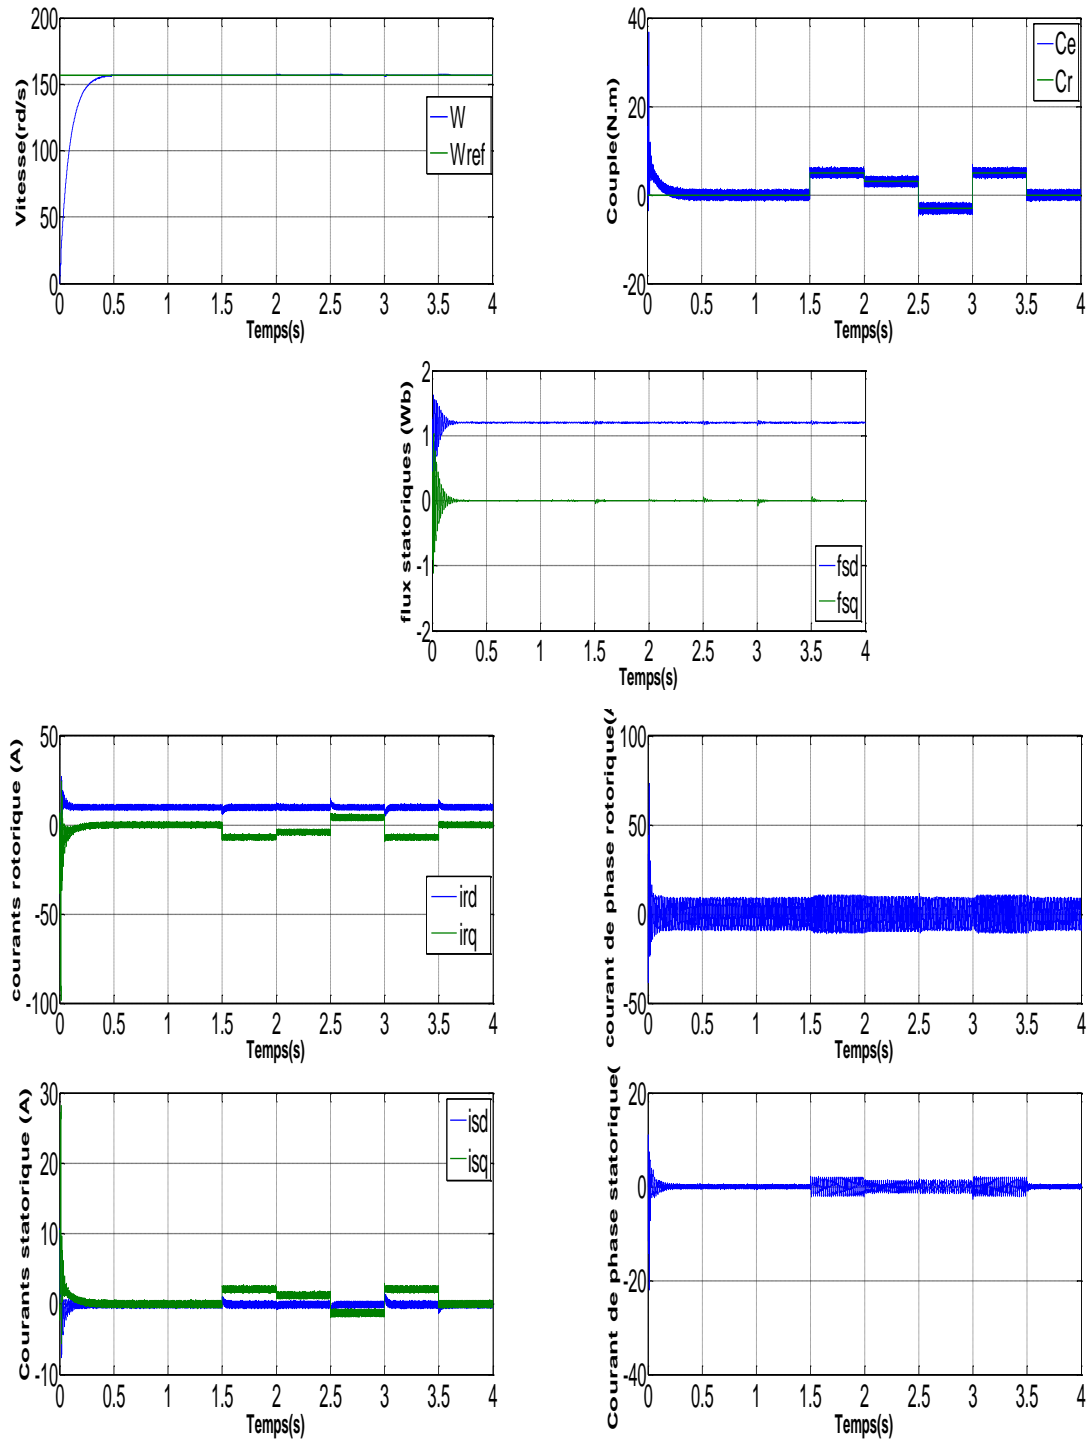 Vitesse(rd/s)
200
150
100
50
0
0 0.5 1 1.5 2 2.5 3 3.5 4
Temps(s)
W
Wref
Couple(N.m)
40
20
0
-20
0 0.5 1 1.5 2 2.5 3 3.5 4
Temps(s)
Ce
Cr
flux statoriques (Wb)
2
1
0
-1
-2
0 0.5 1 1.5 2 2.5 3 3.5 4
Temps(s)
fsd
fsq
courants rotorique (A)
50
0
-50
-100
0 0.5 1 1.5 2 2.5 3 3.5 4
Temps(s)
ird
irq
courant de phase rotorique(
100
50
0
-50
0 0.5 1 1.5 2 2.5 3 3.5 4
Temps(s)
Courants statorique (A)
30
20
10
0
-10
0 0.5 1 1.5 2 2.5 3 3.5 4
Temps(s)
isd
isq
Courant de phase statorique(
20
0
-20
-40
0 0.5 1 1.5 2 2.5 3 3.5 4
Temps(s)